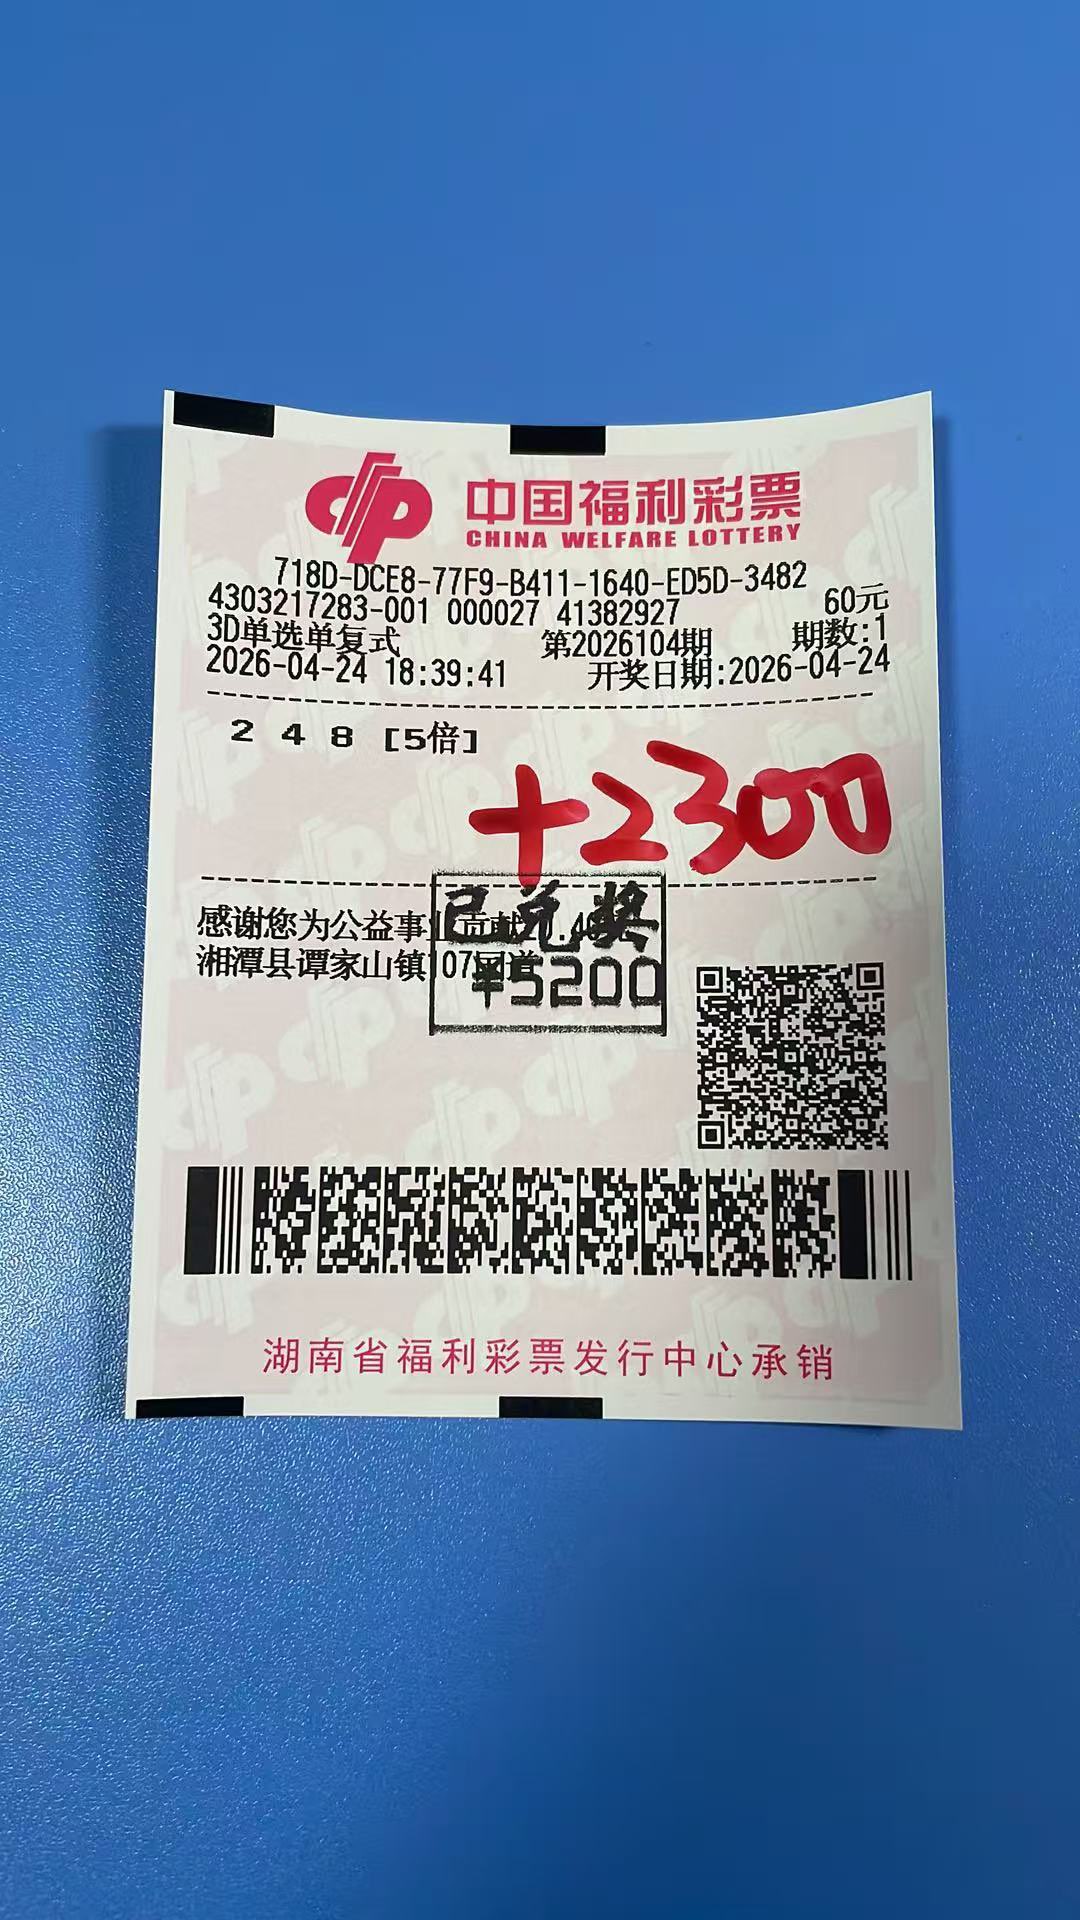 中国福利彩票
CHINA WELFARE LOTTERY
718D-DCE8-77F9-B411-1640-ED5D-3482
4303217283-001 000027 41382927 60元
3D单选单复式 第2026104期 期数:1
2026-04-24 18:39:41 开奖日期:2026-04-24
2 4 8 [5倍]
+2300
感谢您为公益事业贡献
已兑奖
湘潭县谭家山镇107国道
¥5200
湖南省福利彩票发行中心承销